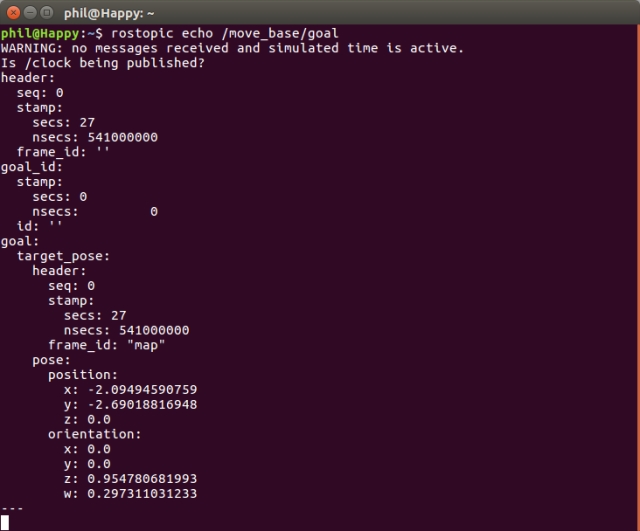 phil@Happy: ~
phil@Happy:~$ rostopic echo /move_base/goal
WARNING: no messages received and simulated time is active.
Is /clock being published?
header:
  seq: 0
  stamp:
    secs: 27
    nsecs: 541000000
  frame_id: ''
goal_id:
  stamp:
    secs: 0
    nsecs:         0
  id: ''
goal:
  target_pose:
    header:
      seq: 0
      stamp:
        secs: 27
        nsecs: 541000000
      frame_id: "map"
    pose:
      position:
        x: -2.09494590759
        y: -2.69018816948
        z: 0.0
      orientation:
        x: 0.0
        y: 0.0
        z: 0.954780681993
        w: 0.297311031233
---